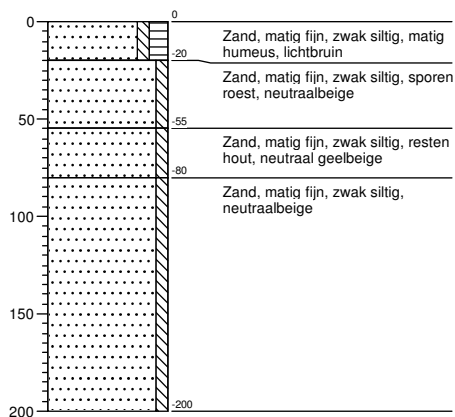 0
0
Zand, matig fijn, zwak siltig, matig
humeus, lichtbruin
-20
Zand, matig fijn, zwak siltig, sporen
roest, neutraalbeige
50
-55
Zand, matig fijn, zwak siltig, resten
hout, neutraal geelbeige
-80
Zand, matig fijn, zwak siltig,
neutraalbeige
100
150
200
-200